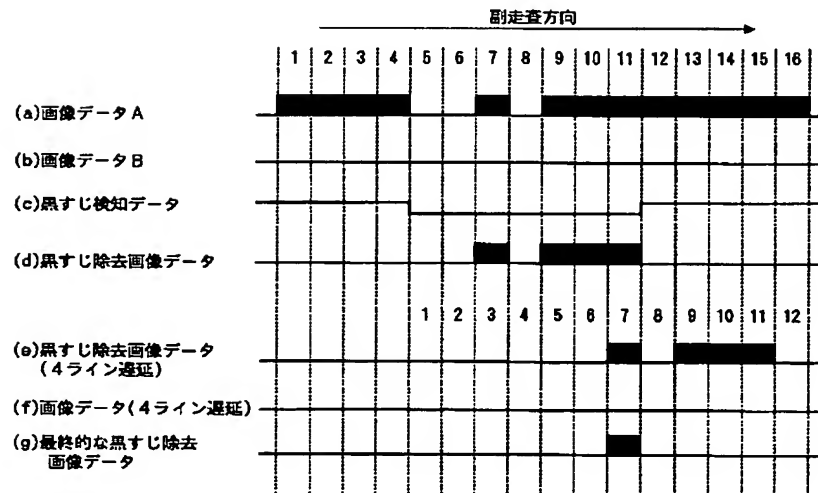 副走査方向
1 2 3 4 5 6 7 8 9 10 11 12 13 14 15 16
(a)画像データA
(b)画像データB
(c)黒すじ検知データ
(d)黒すじ除去画像データ
1 2 3 4 5 6 7 8 9 10 11 12
(e)黒すじ除去画像データ
(4ライン遅延)
(f)画像データ(4ライン遅延)
(g)最終的な黒すじ除去
画像データ